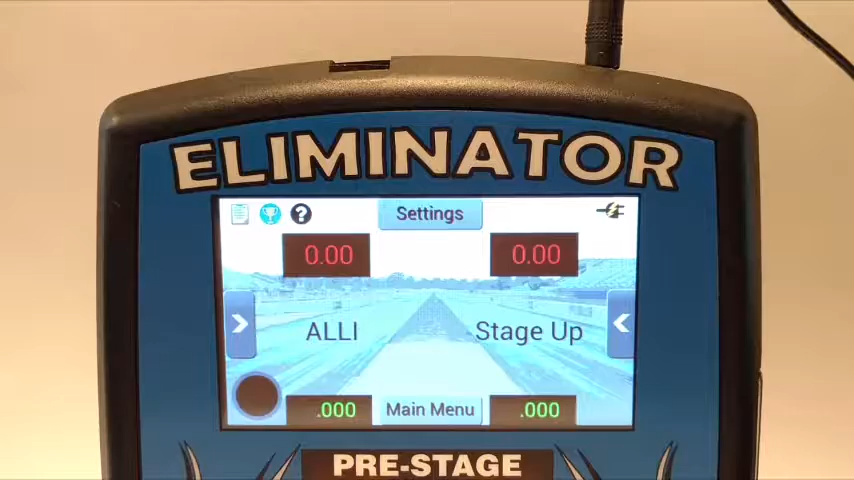 ELIMINATOR
Settings
0.00 0.00
ALLI Stage Up
.000 Main Menu .000
PRE-STAGE